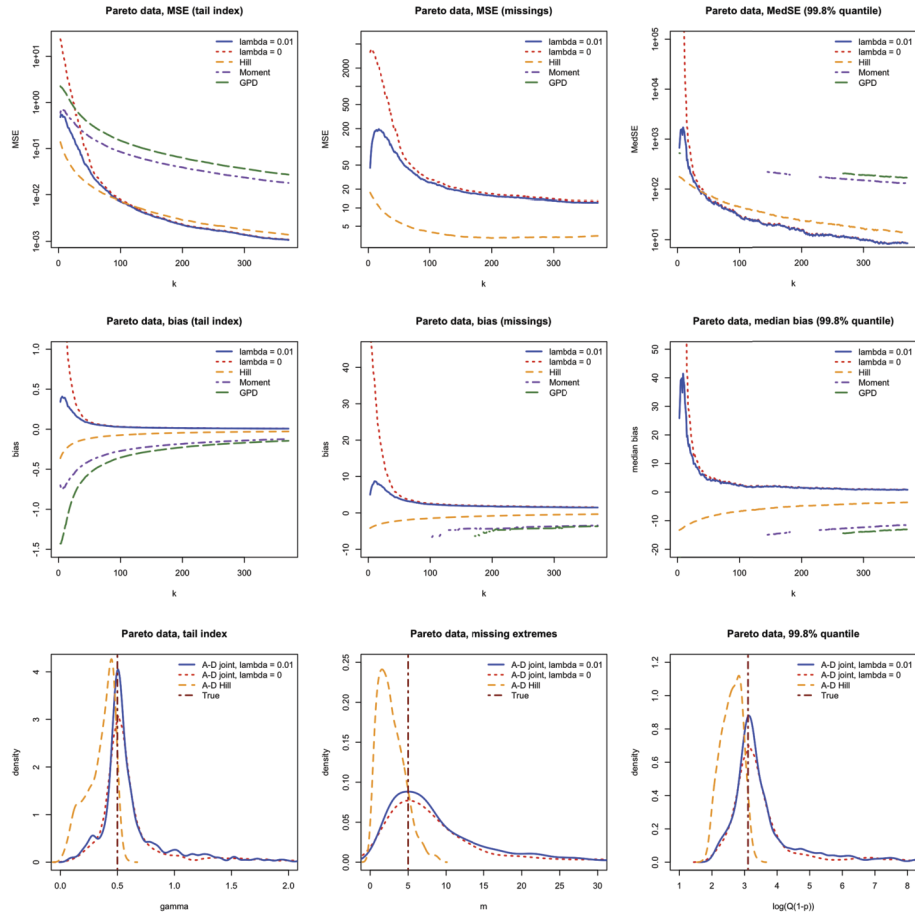 Pareto data, MSE (tail index)
lambda = 0.01
lambda = 0
Hill
Moment
GPD
MSE
1e+01
1e+00
1e-01
1e-02
1e-03
0
100
200
300
k
Pareto data, MSE (missings)
lambda = 0.01
lambda = 0
Hill
Moment
GPD
MSE
2000
500
200
100
50
20
10
5
0
100
200
300
k
MedSE (99.8% quantile)
lambda = 0.01
lambda = 0
Hill
Moment
GPD
MedSE
1e+05
1e+04
1e+03
1e+02
1e+01
0
100
200
300
k
Pareto data, bias (tail index)
lambda = 0.01
lambda = 0
Hill
Moment
GPD
bias
1.0
0.5
0.0
-0.5
-1.0
-1.5
0
100
200
300
k
Pareto data, bias (missings)
lambda = 0.01
lambda = 0
Hill
Moment
GPD
bias
40
30
20
10
0
-10
0
100
200
300
k
Pareto data, median bias (99.8% quantile)
lambda = 0.01
lambda = 0
Hill
Moment
GPD
median bias
50
40
30
20
10
0
-10
-20
0
100
200
300
k
Pareto data, tail index
A-D joint, lambda = 0.01
A-D joint, lambda = 0
A-D Hill
True
density
4
3
2
1
0
0.0
0.5
1.0
1.5
2.0
gamma
Pareto data, missing extremes
A-D joint, lambda = 0.01
A-D joint, lambda = 0
A-D Hill
True
density
0.25
0.20
0.15
0.10
0.05
0.00
0
5
10
15
20
25
30
m
Pareto data, 99.8% quantile
A-D joint, lambda = 0.01
A-D joint, lambda = 0
A-D Hill
True
density
1.2
1.0
0.8
0.6
0.4
0.2
0.0
1
2
3
4
5
6
7
8
log(Q(1-p))